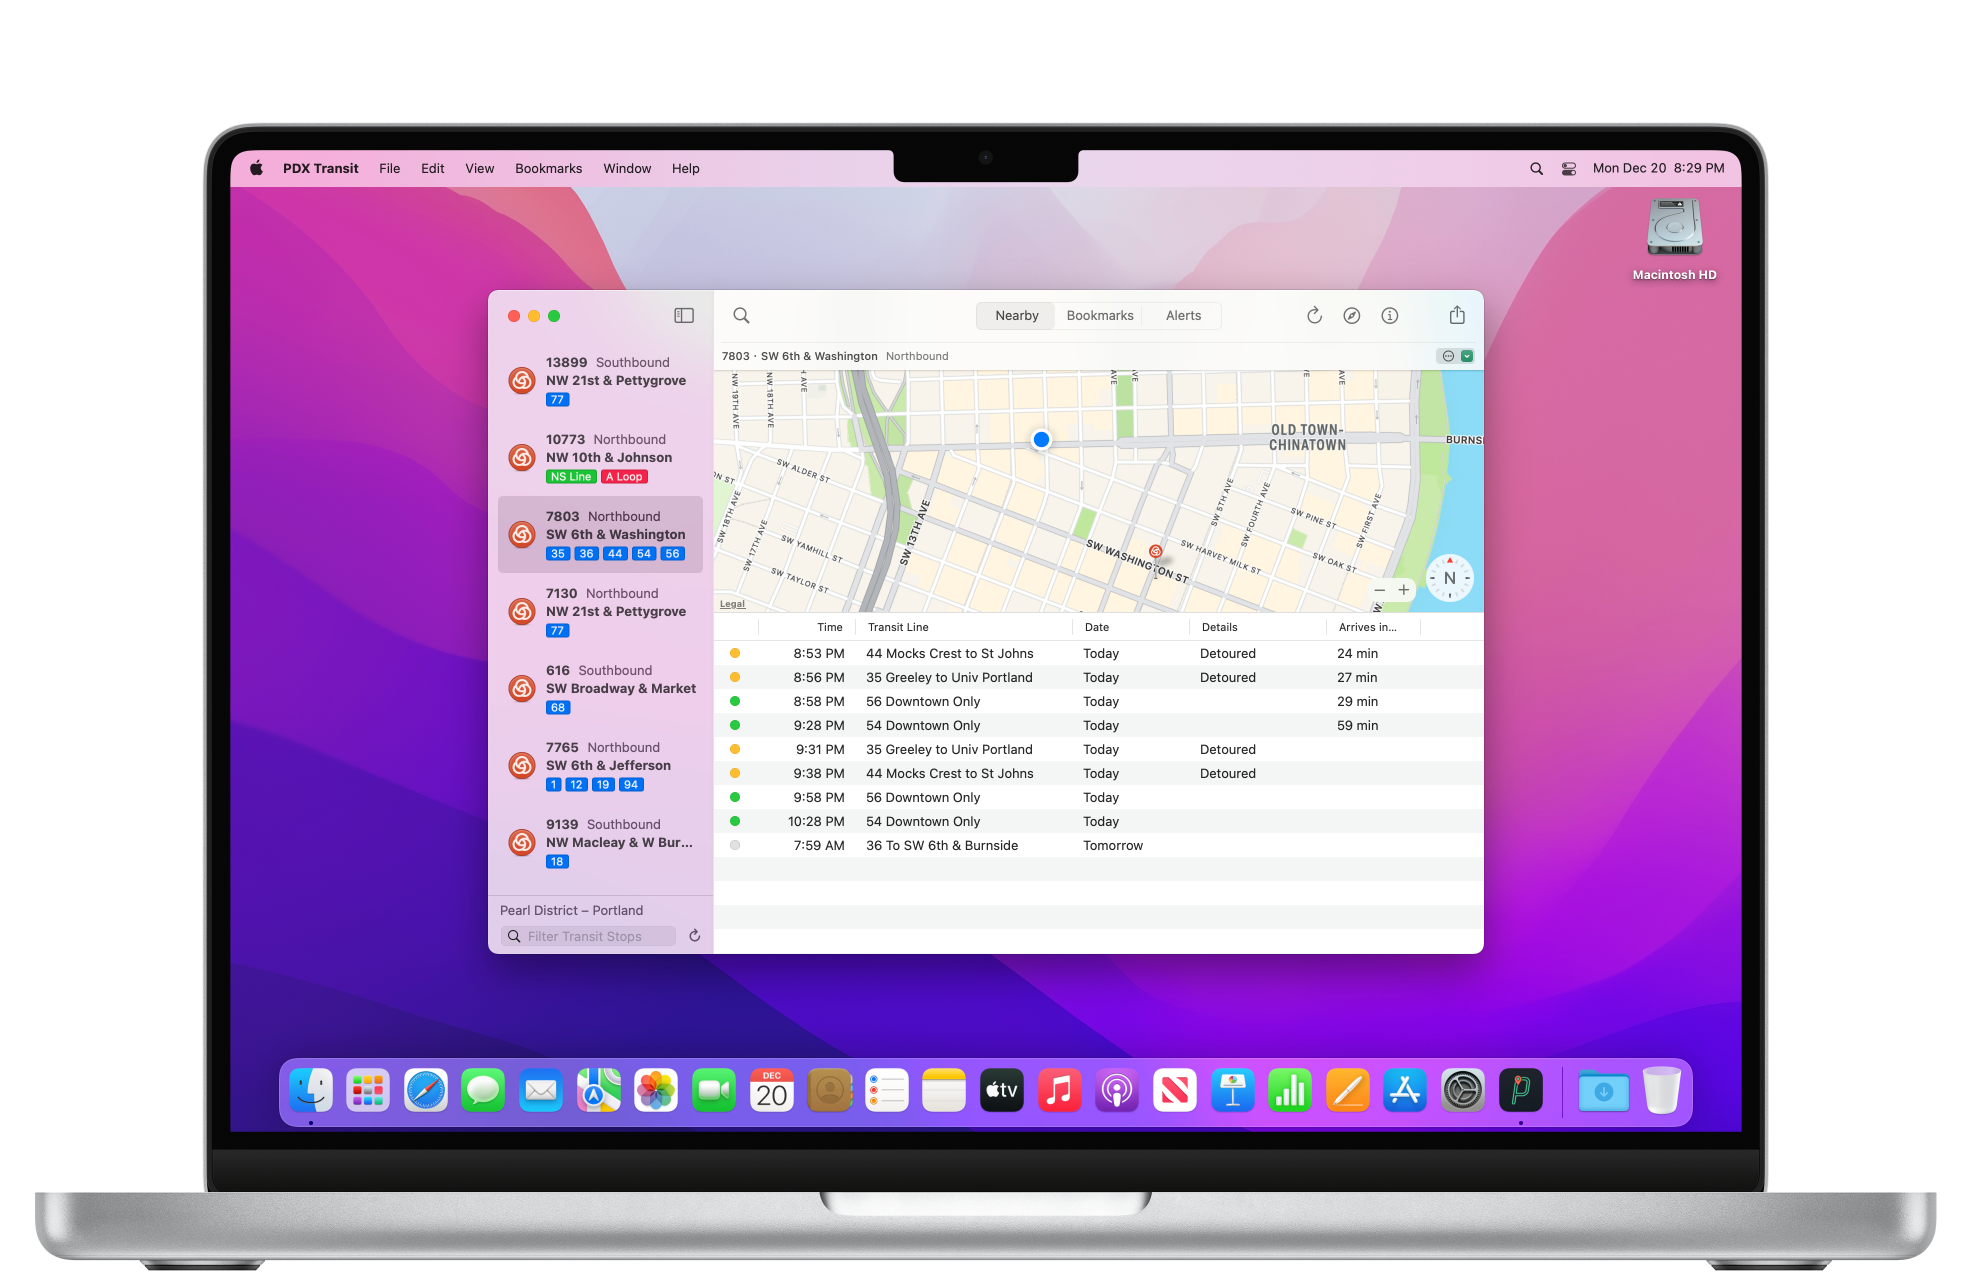 PDX Transit File Edit View Bookmarks Window Help
Mon Dec 20 8:29 PM
Macintosh HD
Nearby Bookmarks Alerts
13899 Southbound
NW 21st & Pettygrove
77
10773 Northbound
NW 10th & Johnson
NS Line A Loop
7803 Northbound
SW 6th & Washington
35 36 44 54 56
7130 Northbound
NW 21st & Pettygrove
77
616 Southbound
SW Broadway & Market
68
7765 Northbound
SW 6th & Jefferson
1 12 19 94
9139 Southbound
NW Macleay & W Bur...
18
Pearl District – Portland
Filter Transit Stops
7803 · SW 6th & Washington Northbound
NW 19TH AVE
NW 18TH AVE
H AVE
AVE
VE
VE
AVE
OLD TOWN-
CHINATOWN
BURNS
SW ALDER ST
ON ST
SW 18TH AVE
SW 17TH AVE
SW YAMHILL ST
SW TAYLOR ST
SW 13TH AVE
SW WASHINGTON ST
SW HARVEY MILK ST
SW 5TH AVE
SW FOURTH AVE
SW PINE ST
SW OAK ST
SW FIRST AVE
W
N
− +
Legal
Time Transit Line Date Details Arrives in...
8:53 PM 44 Mocks Crest to St Johns Today Detoured 24 min
8:56 PM 35 Greeley to Univ Portland Today Detoured 27 min
8:58 PM 56 Downtown Only Today 29 min
9:28 PM 54 Downtown Only Today 59 min
9:31 PM 35 Greeley to Univ Portland Today Detoured
9:38 PM 44 Mocks Crest to St Johns Today Detoured
9:58 PM 56 Downtown Only Today
10:28 PM 54 Downtown Only Today
7:59 AM 36 To SW 6th & Burnside Tomorrow
DEC
20
tv